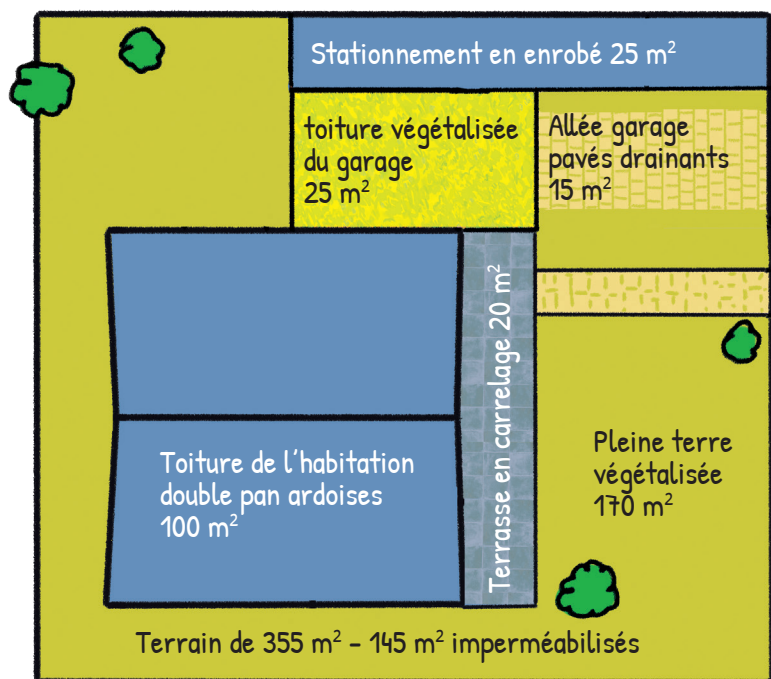 Stationnement en enrobé 25 m²
toiture végétalisée
du garage
25 m²
Allée garage
pavés drainants
15 m²
Terrasse en carrelage 20 m²
Toiture de l'habitation
double pan ardoises
100 m²
Pleine terre
végétalisée
170 m²
Terrain de 355 m² – 145 m² imperméabilisés